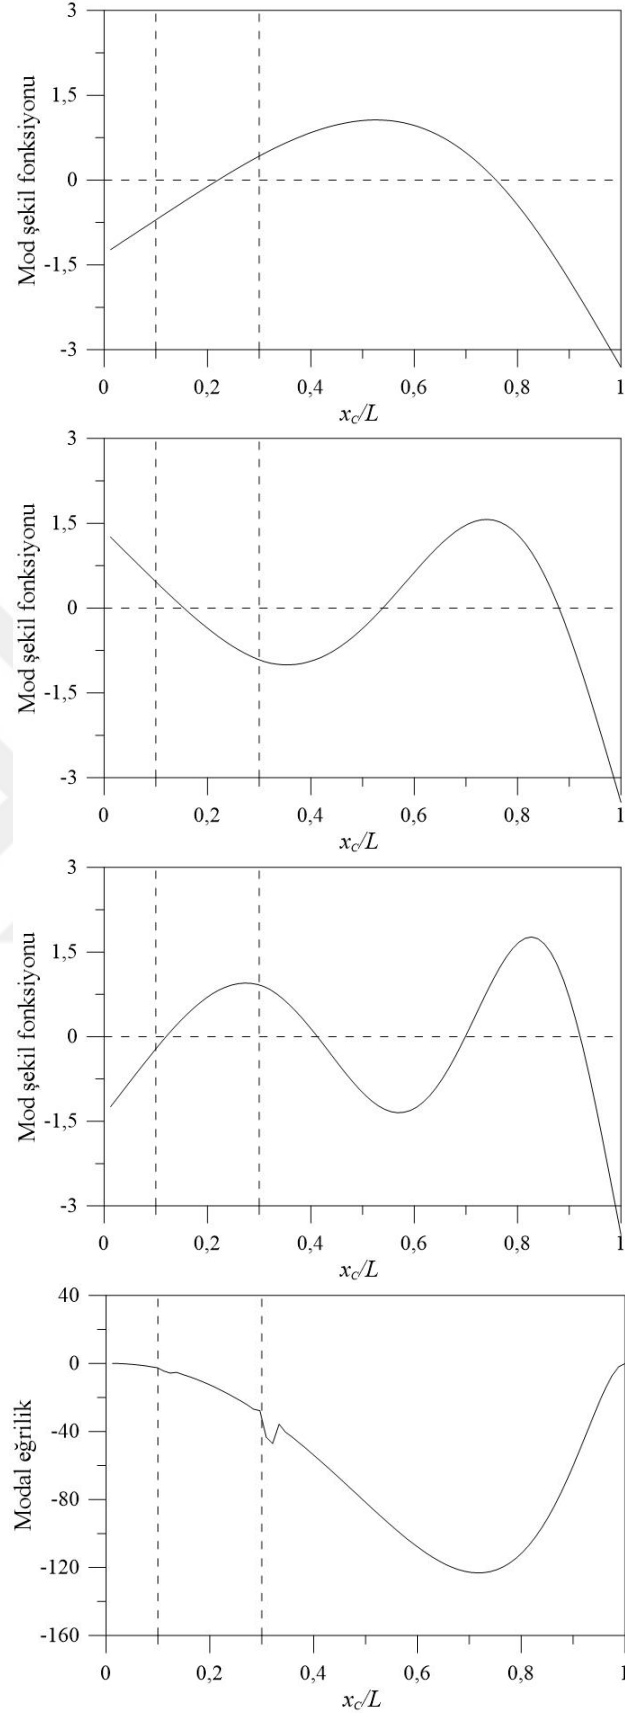 3
1,5
0
-1,5
-3
Mod şekil fonksiyonu
0 0,2 0,4 0,6 0,8 1
x_C/L
3
1,5
0
-1,5
-3
Mod şekil fonksiyonu
0 0,2 0,4 0,6 0,8 1
x_C/L
3
1,5
0
-1,5
-3
Mod şekil fonksiyonu
0 0,2 0,4 0,6 0,8 1
x_C/L
40
0
-40
-80
-120
-160
Modal eğrilik
0 0,2 0,4 0,6 0,8 1
x_C/L